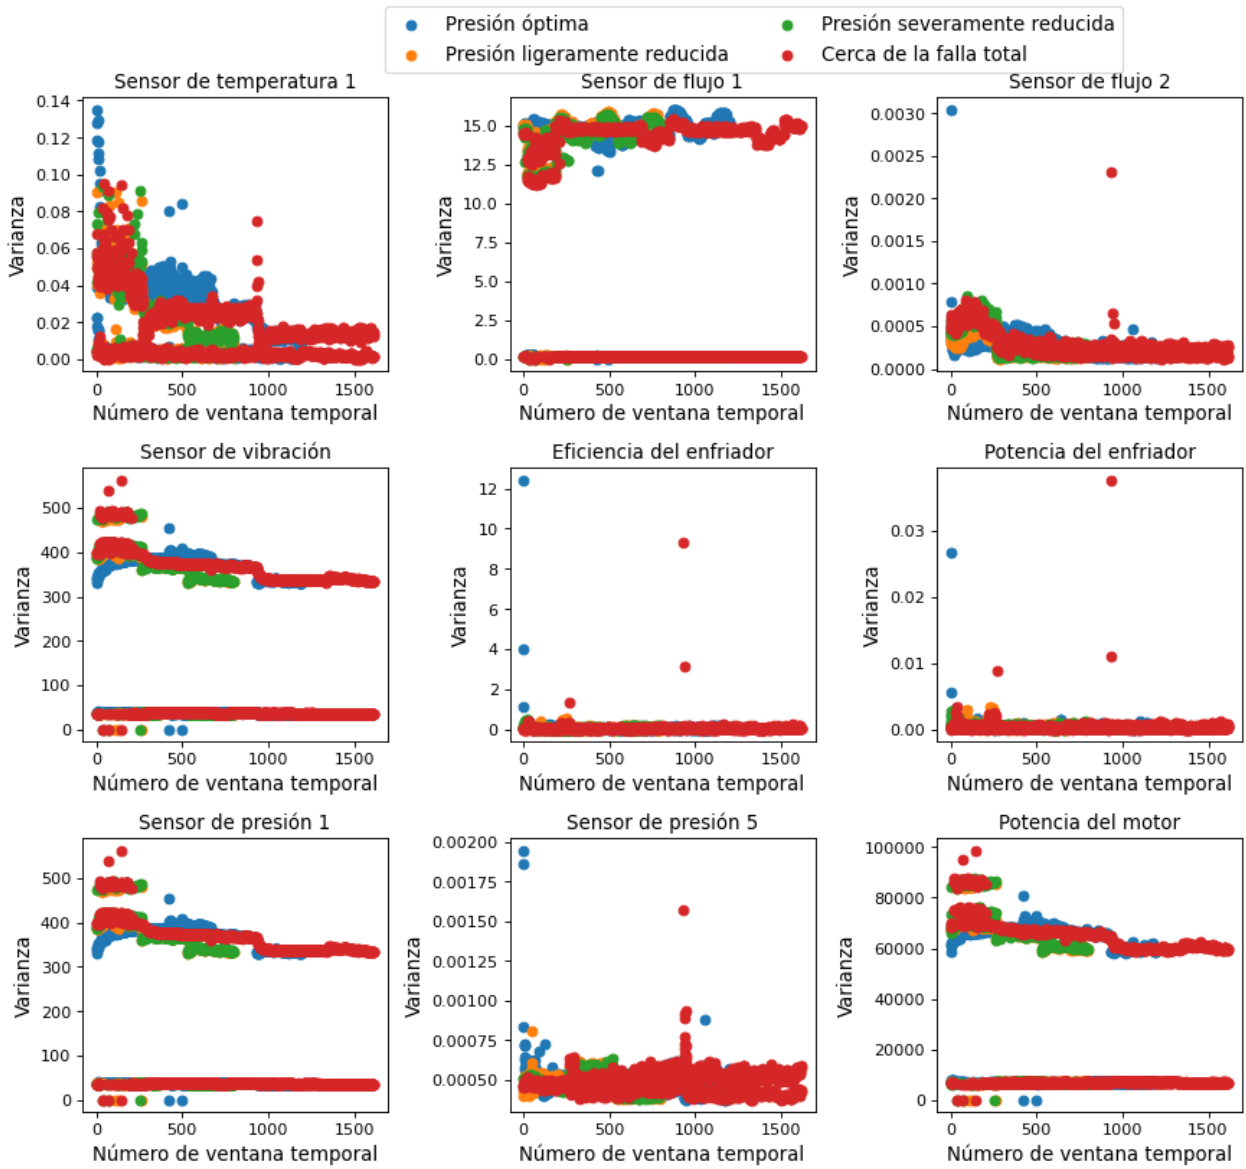 Presión óptima Presión severamente reducida
Presión ligeramente reducida Cerca de la falla total
Sensor de temperatura 1 Sensor de flujo 1 Sensor de flujo 2
0.14
0.12
0.10
0.08
0.06
0.04
0.02
0.00
Varianza
0 500 1000 1500
Número de ventana temporal
15.0
12.5
10.0
7.5
5.0
2.5
0.0
Varianza
0 500 1000 1500
Número de ventana temporal
0.0030
0.0025
0.0020
0.0015
0.0010
0.0005
0.0000
Varianza
0 500 1000 1500
Número de ventana temporal
Sensor de vibración Eficiencia del enfriador Potencia del enfriador
500
400
300
200
100
0
Varianza
0 500 1000 1500
Número de ventana temporal
12
10
8
6
4
2
0
Varianza
0 500 1000 1500
Número de ventana temporal
0.03
0.02
0.01
0.00
Varianza
0 500 1000 1500
Número de ventana temporal
Sensor de presión 1 Sensor de presión 5 Potencia del motor
500
400
300
200
100
0
Varianza
0 500 1000 1500
Número de ventana temporal
0.00200
0.00175
0.00150
0.00125
0.00100
0.00075
0.00050
Varianza
0 500 1000 1500
Número de ventana temporal
100000
80000
60000
40000
20000
0
Varianza
0 500 1000 1500
Número de ventana temporal